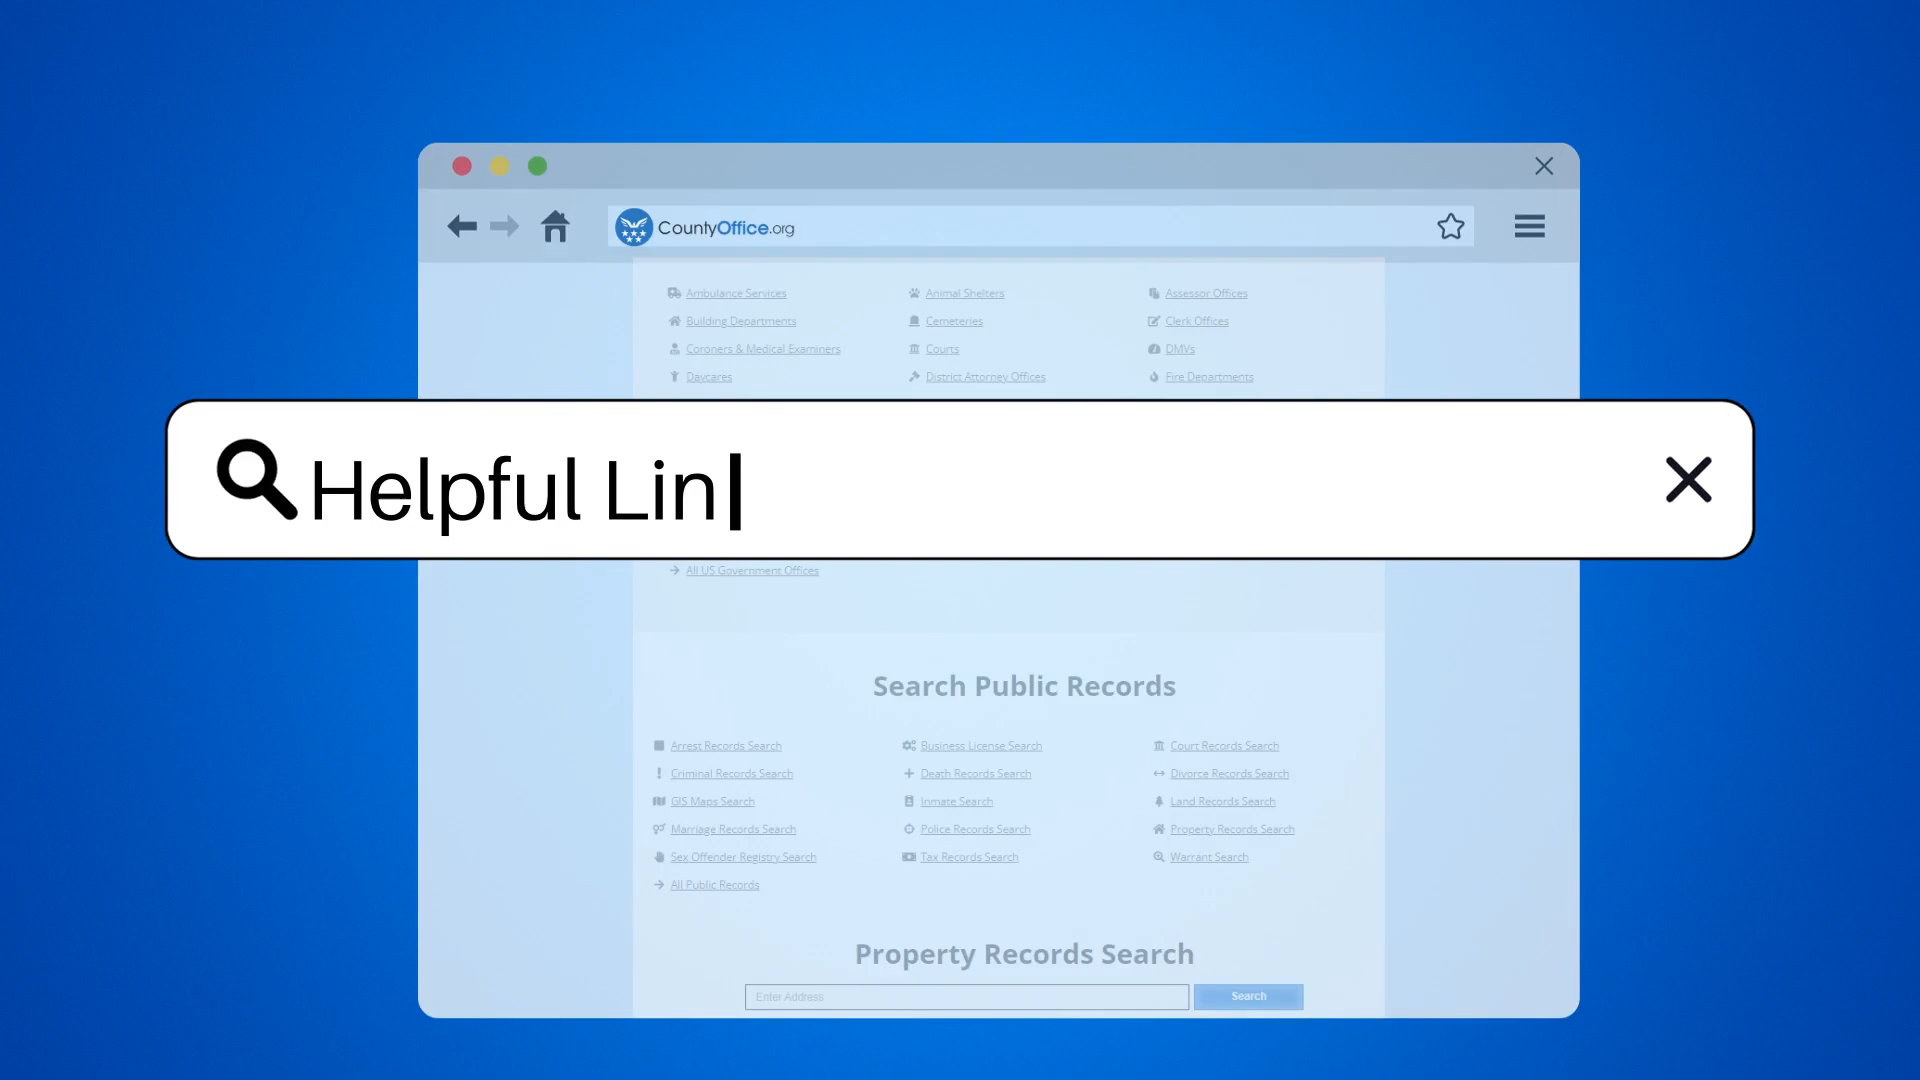 CountyOffice.org
Ambulance Services Animal Shelters Assessor Offices
Building Departments Cemeteries Clerk Offices
Coroners & Medical Examiners Courts DMVs
Daycares District Attorney Offices Fire Departments
Helpful Lin
All US Government Offices
Search Public Records
Arrest Records Search Business License Search Court Records Search
Criminal Records Search Death Records Search Divorce Records Search
GIS Maps Search Inmate Search Land Records Search
Marriage Records Search Police Records Search Property Records Search
Sex Offender Registry Search Tax Records Search Warrant Search
All Public Records
Property Records Search
Enter Address Search